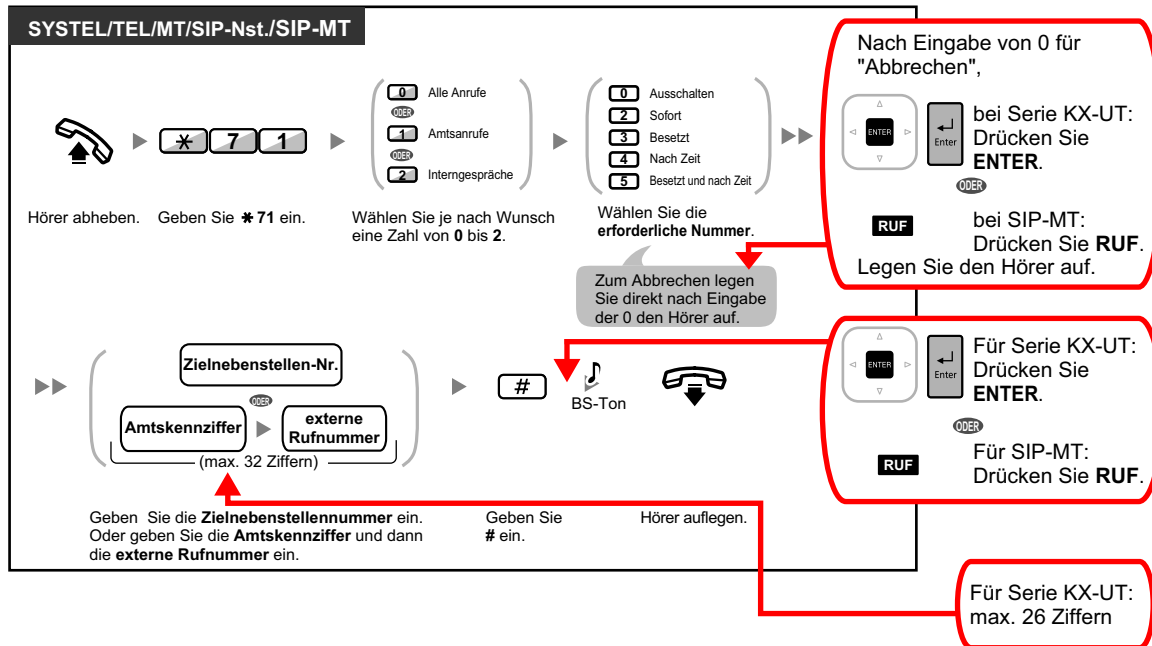 SYSTEL/TEL/MT/SIP-Nst./SIP-MT
Hörer abheben.
* 7 1
Geben Sie * 71 ein.
0 Alle Anrufe
ODER
1 Amtsanrufe
ODER
2 Interngespräche
Wählen Sie je nach Wunsch
eine Zahl von 0 bis 2.
0 Ausschalten
2 Sofort
3 Besetzt
4 Nach Zeit
5 Besetzt und nach Zeit
Wählen Sie die
erforderliche Nummer.
Zum Abbrechen legen
Sie direkt nach Eingabe
der 0 den Hörer auf.
Nach Eingabe von 0 für
"Abbrechen",
ENTER
Enter
bei Serie KX-UT:
Drücken Sie
ENTER.
ODER
RUF
bei SIP-MT:
Drücken Sie RUF.
Legen Sie den Hörer auf.
Zielnebenstellen-Nr.
ODER
Amtskennziffer
externe
Rufnummer
(max. 32 Ziffern)
Geben Sie die Zielnebenstellennummer ein.
Oder geben Sie die Amtskennziffer und dann
die externe Rufnummer ein.
#
Geben Sie
# ein.
BS-Ton
Hörer auflegen.
ENTER
Enter
Für Serie KX-UT:
Drücken Sie
ENTER.
ODER
RUF
Für SIP-MT:
Drücken Sie RUF.
Für Serie KX-UT:
max. 26 Ziffern